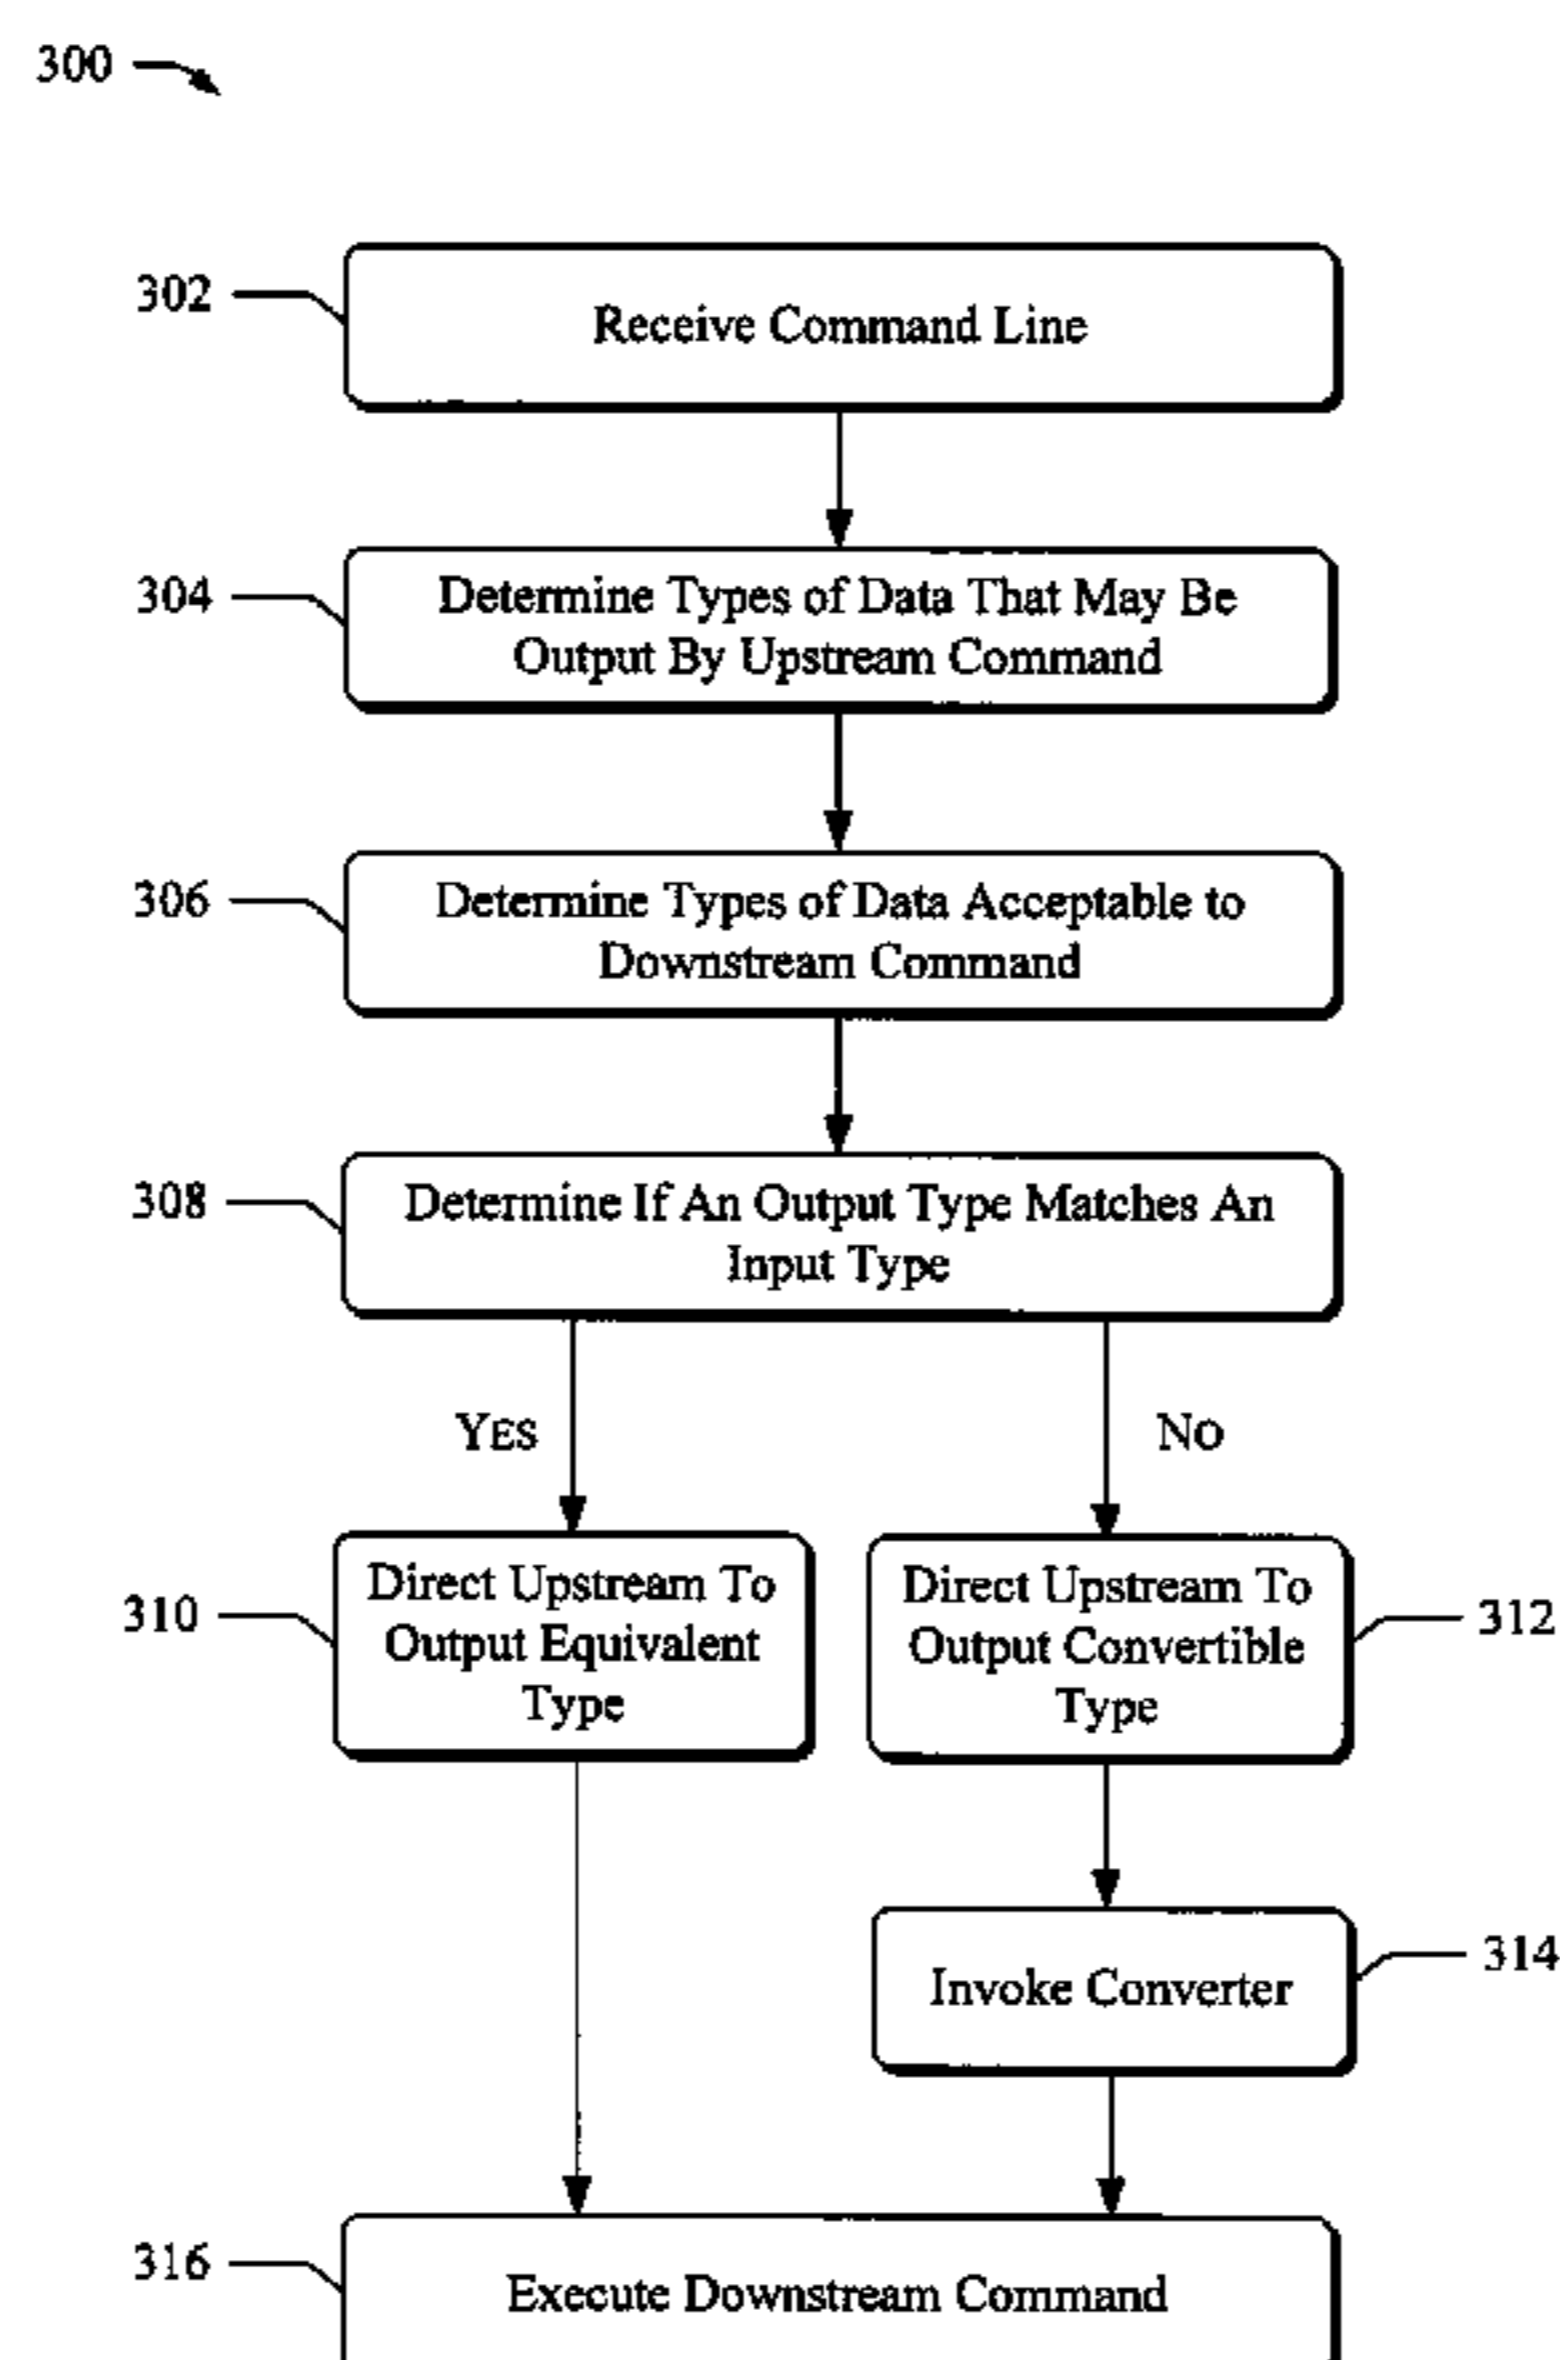 300
302
Receive Command Line
304
Determine Types of Data That May Be
Output By Upstream Command
306
Determine Types of Data Acceptable to
Downstream Command
308
Determine If An Output Type Matches An
Input Type
YES
NO
310
Direct Upstream To
Output Equivalent
Type
Direct Upstream To
Output Convertible
Type
312
Invoke Converter
314
316
Execute Downstream Command